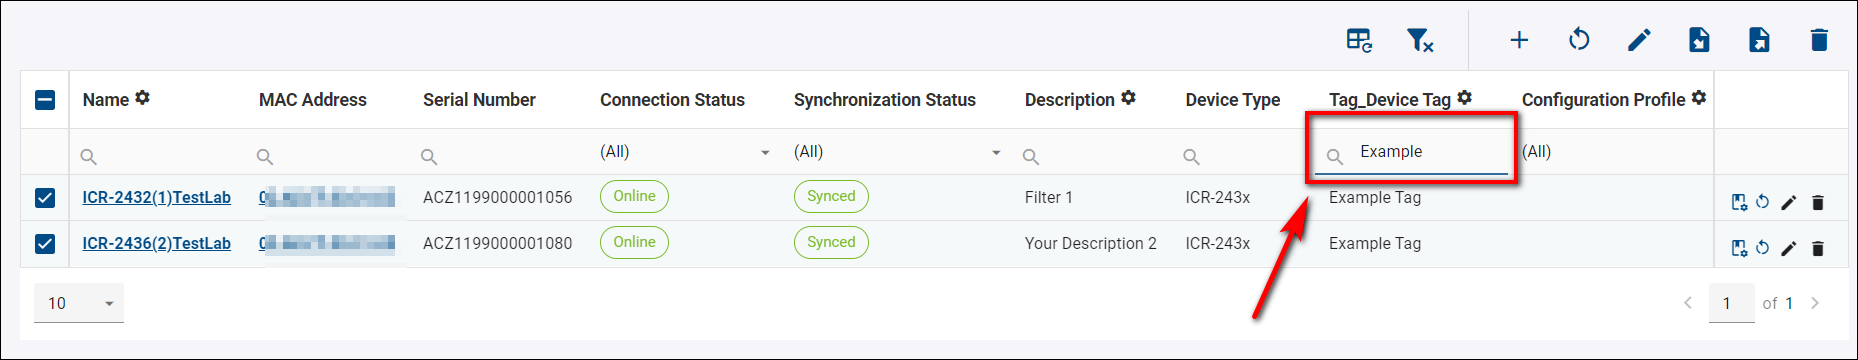 Name MAC Address Serial Number Connection Status Synchronization Status Description Device Type Tag_Device Tag Configuration Profile
(All) (All) Example (All)
ICR-2432(1)TestLab ACZ1199000001056 Online Synced Filter 1 ICR-243x Example Tag
ICR-2436(2)TestLab ACZ1199000001080 Online Synced Your Description 2 ICR-243x Example Tag
10 1 of 1